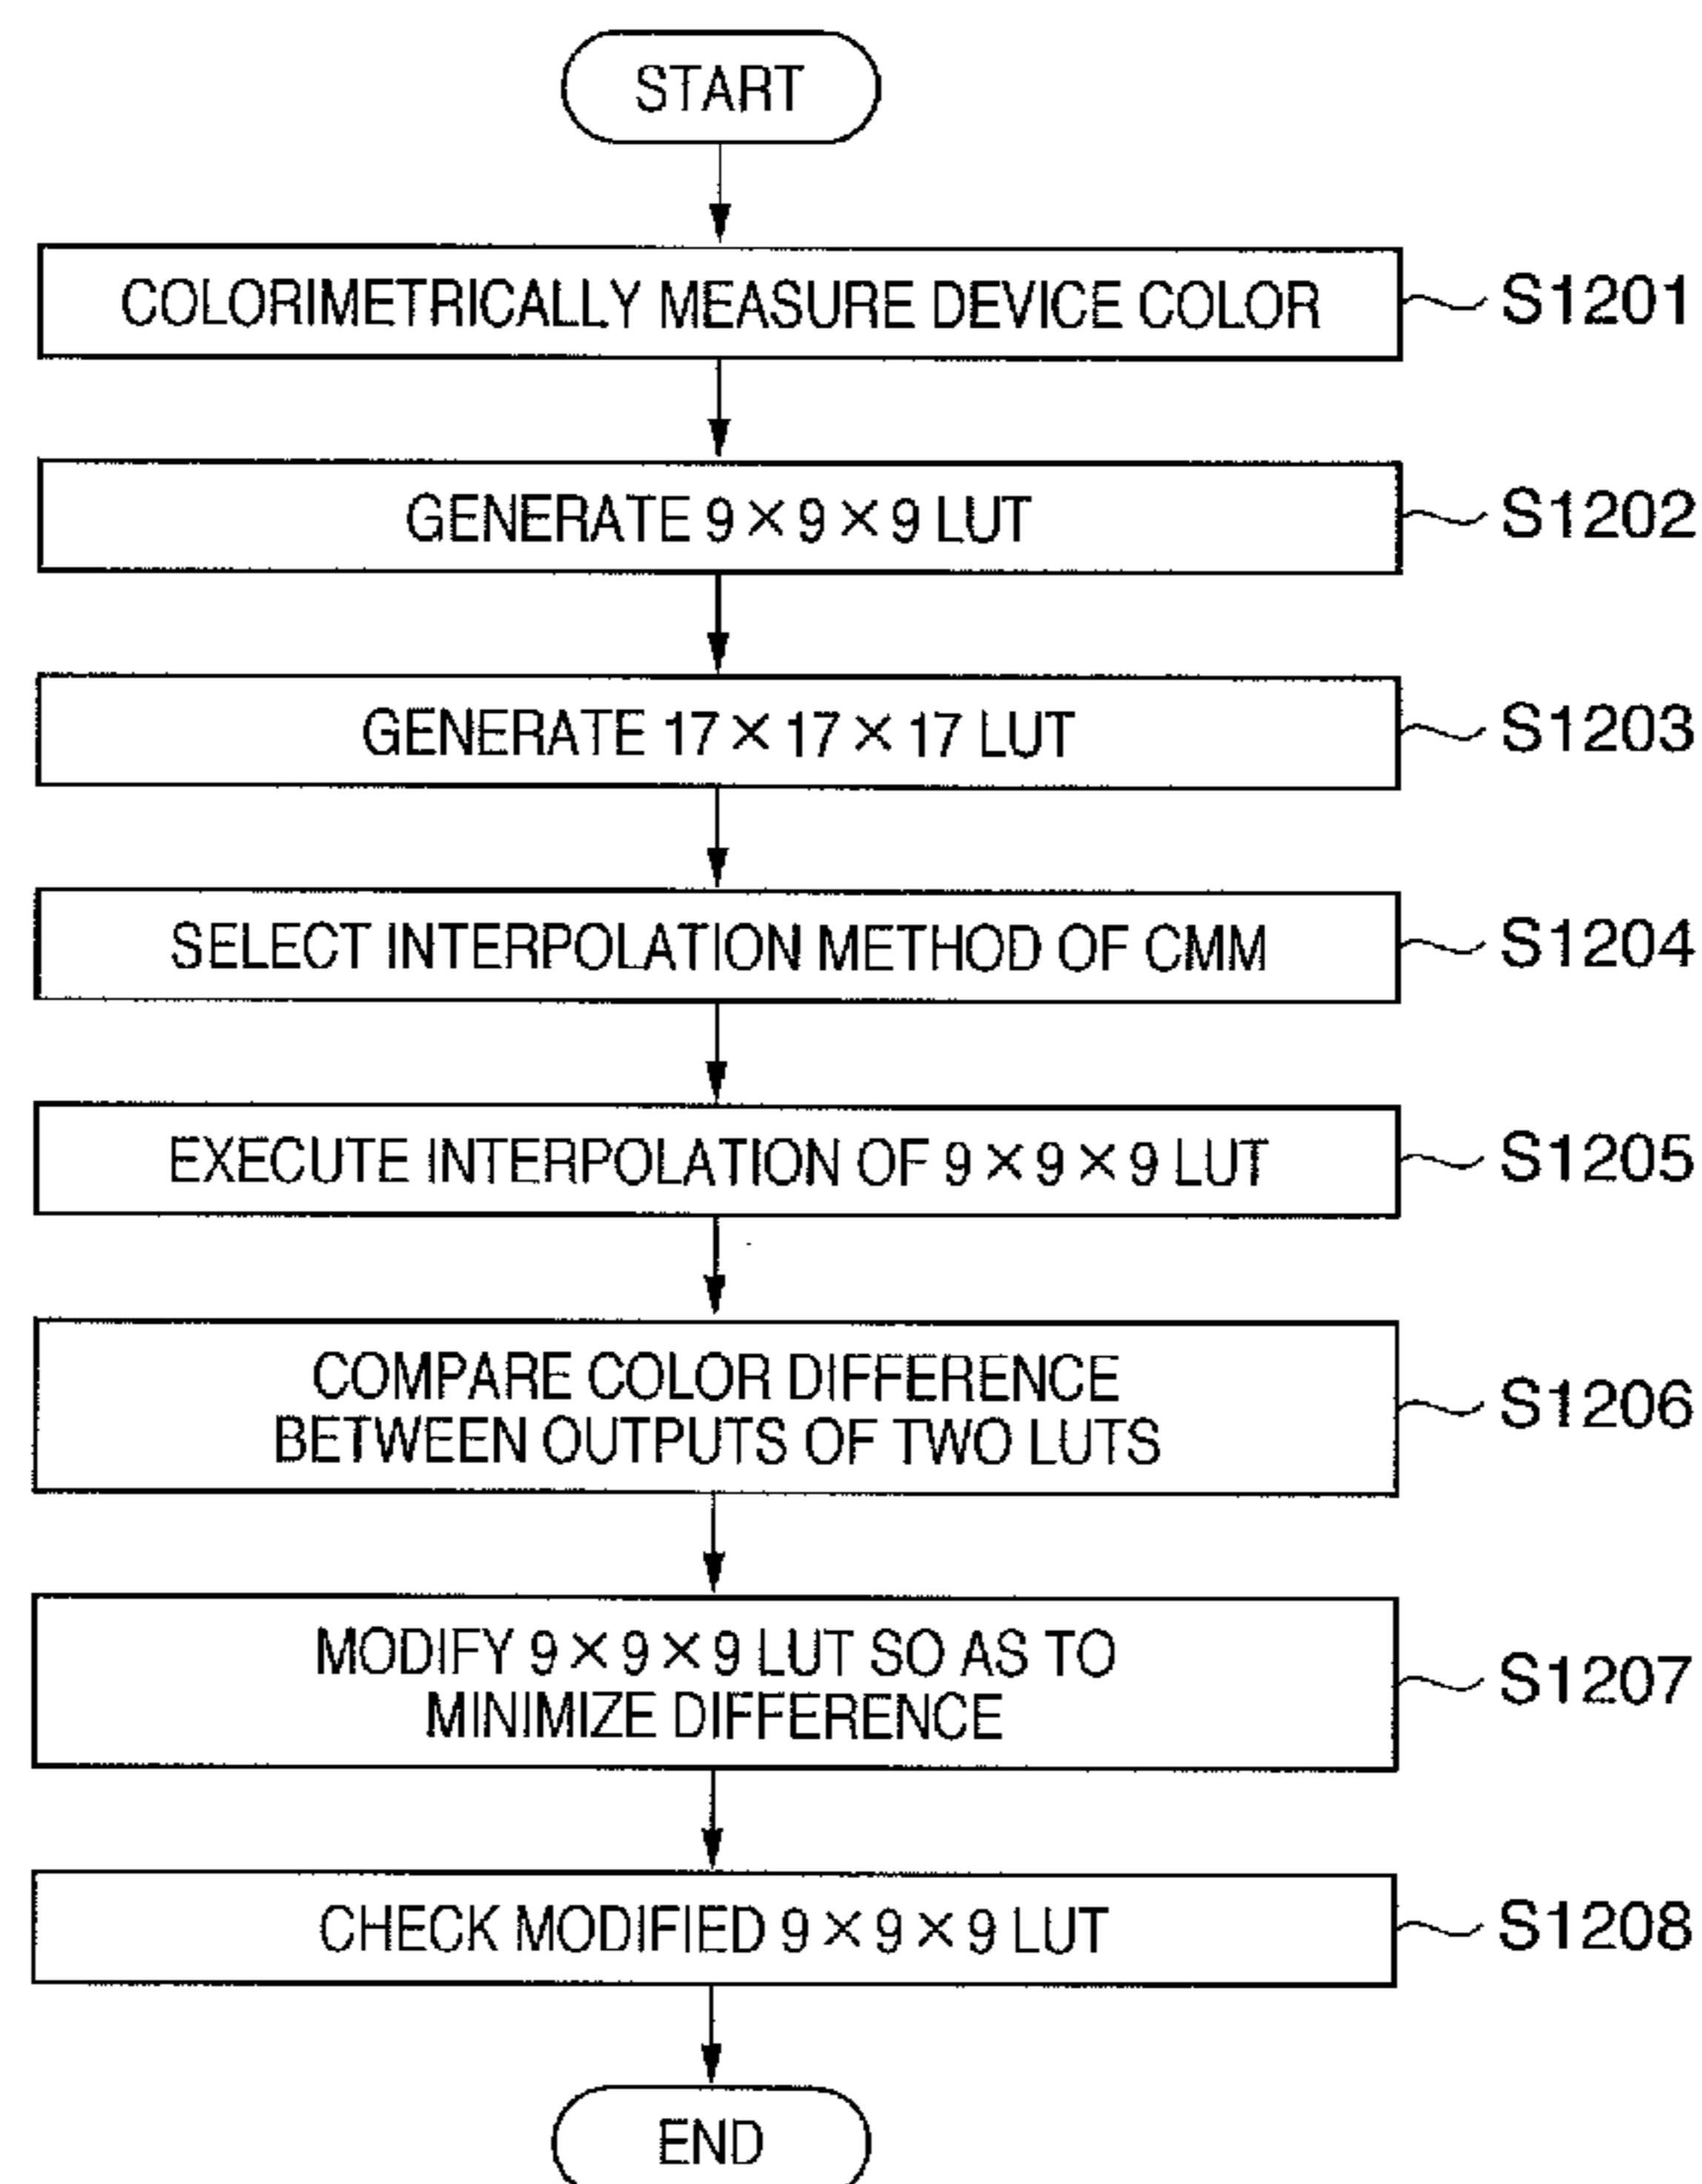 START
COLORIMETRICALLY MEASURE DEVICE COLOR
S1201
GENERATE 9×9×9 LUT
S1202
GENERATE 17×17×17 LUT
S1203
SELECT INTERPOLATION METHOD OF CMM
S1204
EXECUTE INTERPOLATION OF 9×9×9 LUT
S1205
COMPARE COLOR DIFFERENCE
BETWEEN OUTPUTS OF TWO LUTS
S1206
MODIFY 9×9×9 LUT SO AS TO
MINIMIZE DIFFERENCE
S1207
CHECK MODIFIED 9×9×9 LUT
S1208
END